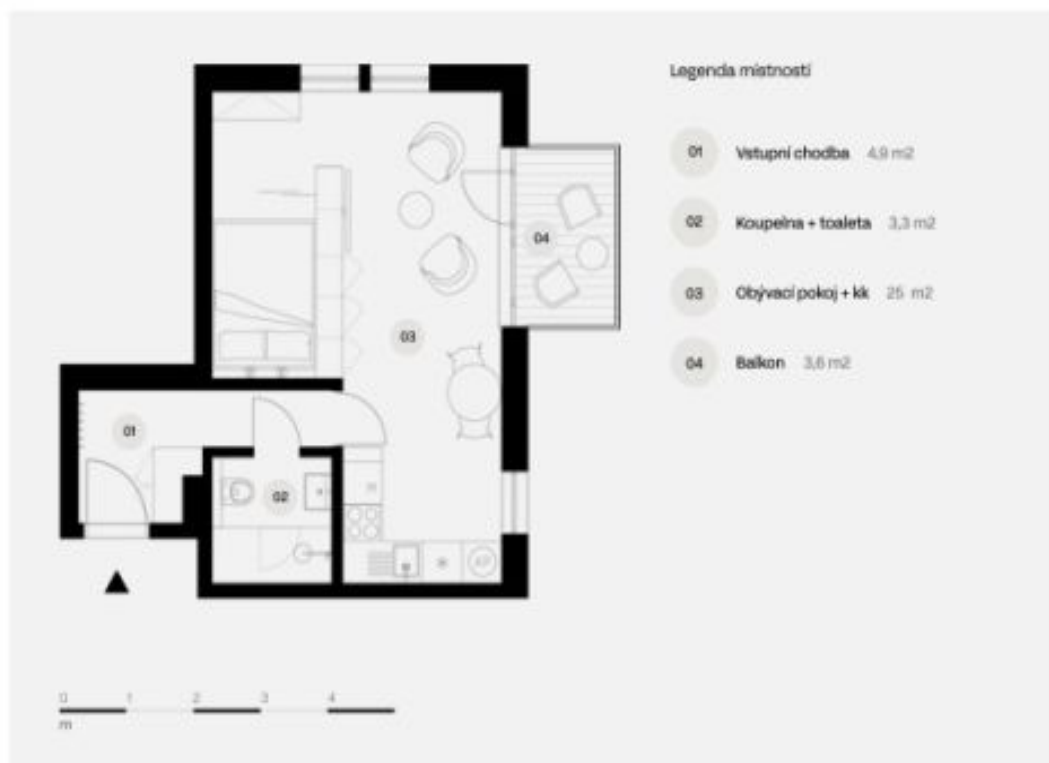 Legenda místností
01 Vstupní chodba 4,9 m2
02 Koupelna + toaleta 3,3 m2
03 Obývací pokoj + kk 25 m2
04 Balkon 3,6 m2
04
03
01
02
0 1 2 3 4
m